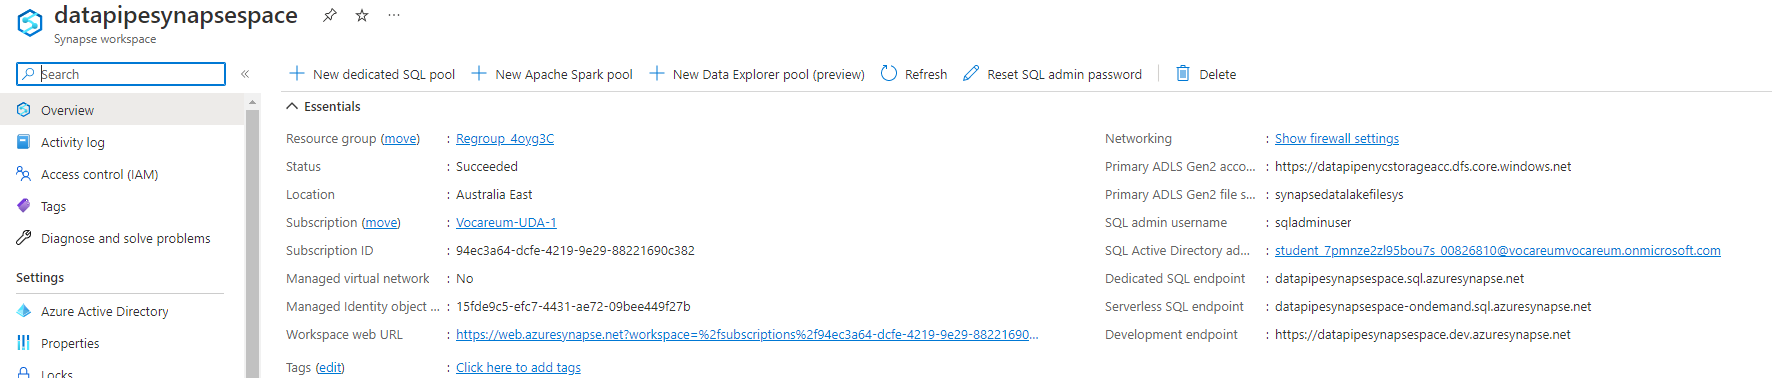 datapipesynapsespace
Synapse workspace
Search
Overview
Activity log
Access control (IAM)
Tags
Diagnose and solve problems
Settings
Azure Active Directory
Properties
Locks
New dedicated SQL pool
New Apache Spark pool
New Data Explorer pool (preview)
Refresh
Reset SQL admin password
Delete
Essentials
Resource group (move) : Regroup_4oyg3C
Status : Succeeded
Location : Australia East
Subscription (move) : Vocareum-UDA-1
Subscription ID : 94ec3a64-dcfe-4219-9e29-88221690c382
Managed virtual network : No
Managed Identity object ... : 15fde9c5-efc7-4431-ae72-09bee449f27b
Workspace web URL : https://web.azuresynapse.net?workspace=%2fsubscriptions%2f94ec3a64-dcfe-4219-9e29-88221690...
Tags (edit) : Click here to add tags
Networking : Show firewall settings
Primary ADLS Gen2 acco... : https://datapipenycstorageacc.dfs.core.windows.net
Primary ADLS Gen2 file s... : synapsedatalakefilesys
SQL admin username : sqladminuser
SQL Active Directory ad... : student_7pmnze2zl95bou7s_00826810@vocareumvocareum.onmicrosoft.com
Dedicated SQL endpoint : datapipesynapsespace.sql.azuresynapse.net
Serverless SQL endpoint : datapipesynapsespace-ondemand.sql.azuresynapse.net
Development endpoint : https://datapipesynapsespace.dev.azuresynapse.net